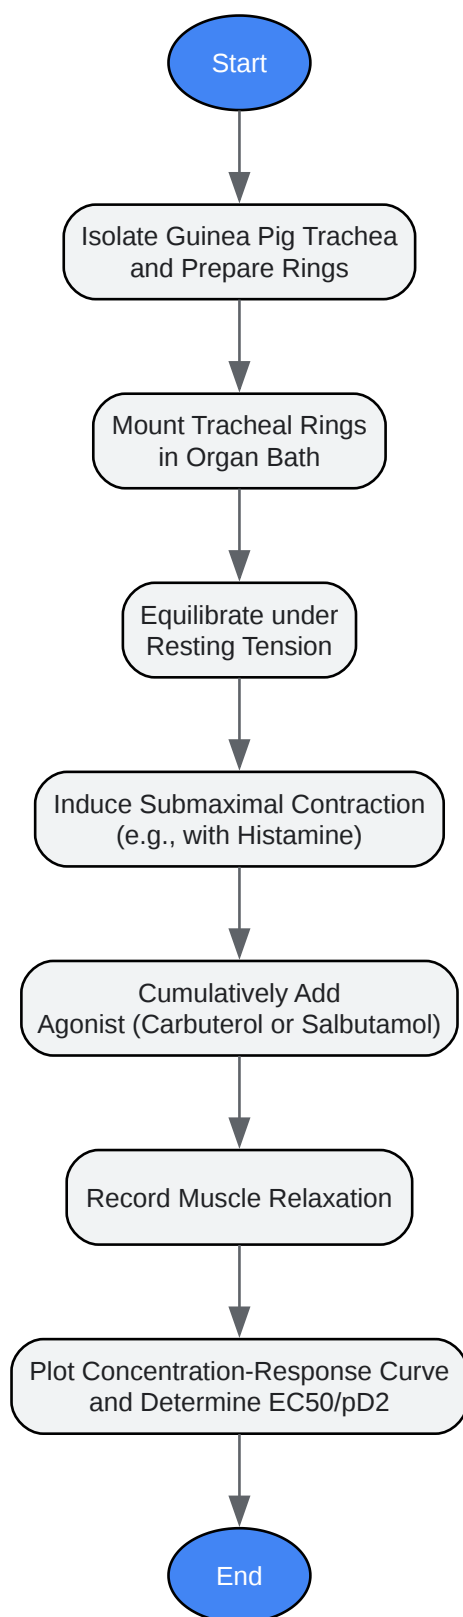 Start
Isolate Guinea Pig Trachea
and Prepare Rings
Mount Tracheal Rings
in Organ Bath
Equilibrate under
Resting Tension
Induce Submaximal Contraction
(e.g., with Histamine)
Cumulatively Add
Agonist (Carbuterol or Salbutamol)
Record Muscle Relaxation
Plot Concentration-Response Curve
and Determine EC50/pD2
End